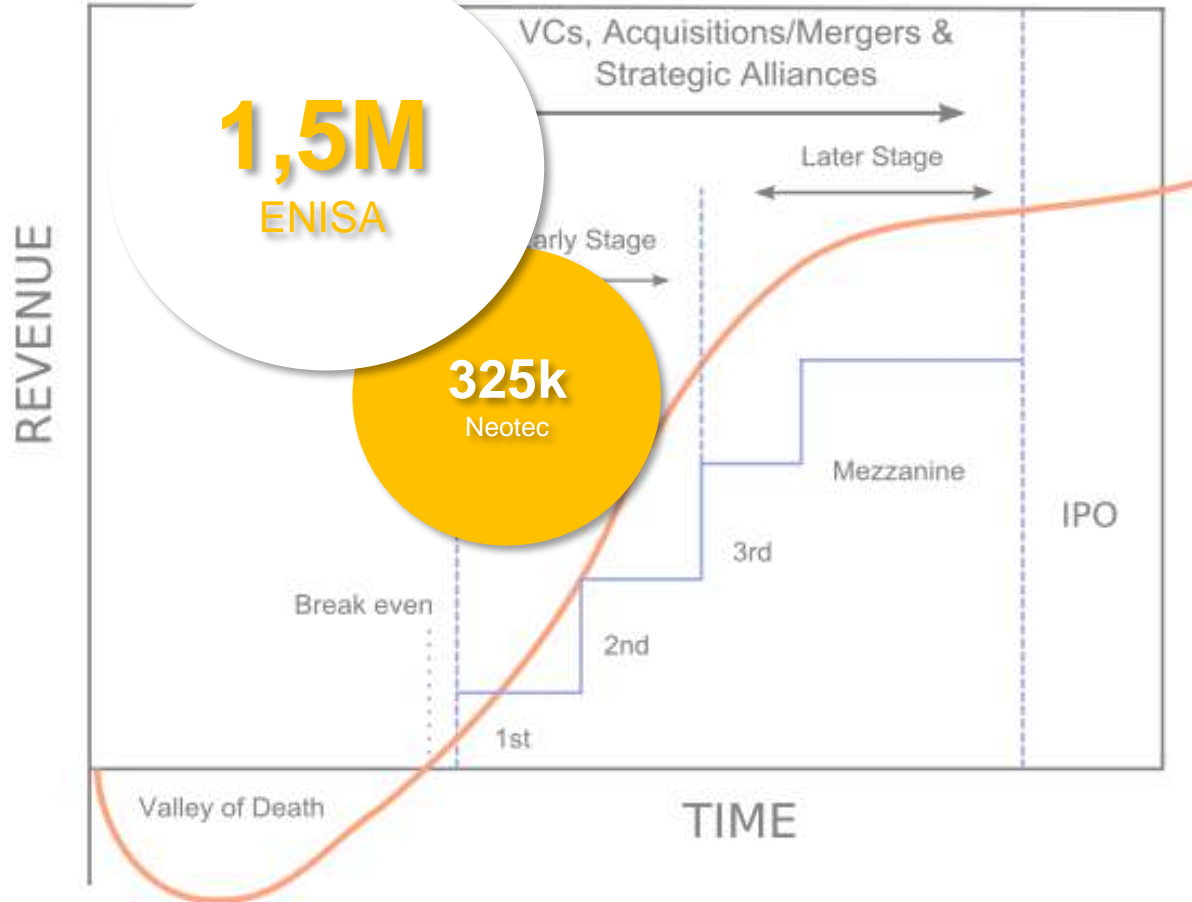 VCs, Acquisitions/Mergers &
Strategic Alliances
1,5M
ENISA
Later Stage
arly Stage
325k
Neotec
REVENUE
Mezzanine
IPO
3rd
Break even
2nd
1st
Valley of Death
TIME